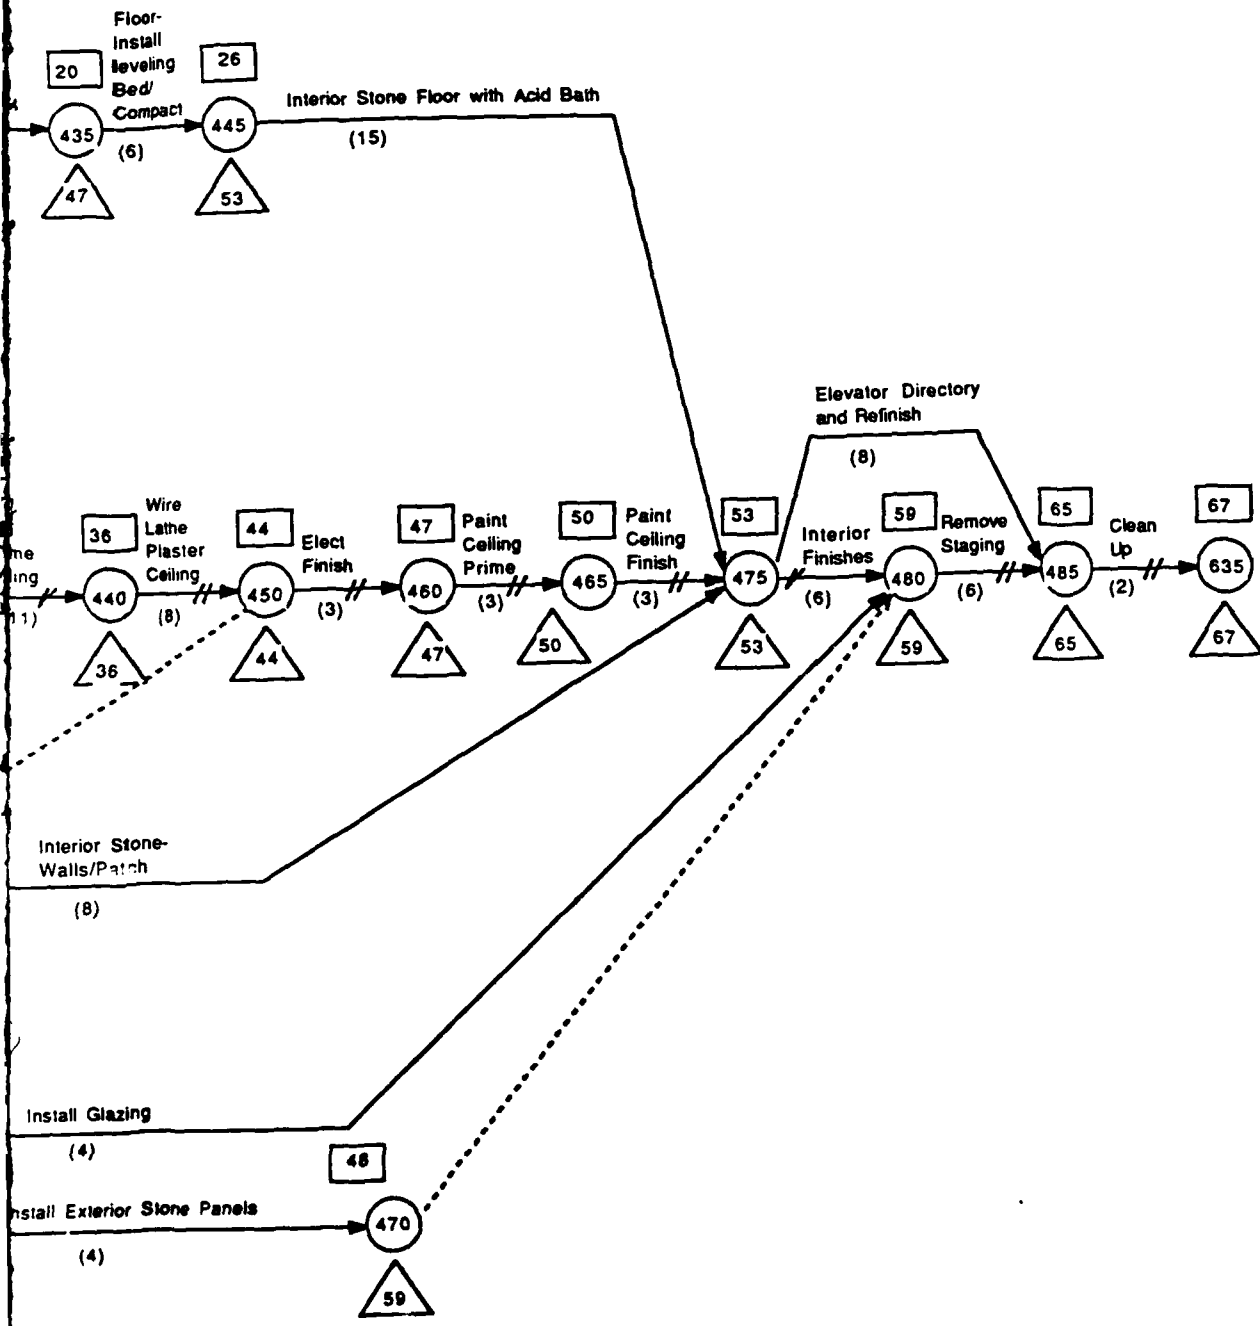 Floor-
Install
leveling
Bed/
Compact
20
26
435
(6)
445
Interior Stone Floor with Acid Bath
(15)
47
53
Elevator Directory
and Refinish
(8)
36
Wire
Lathe
Plaster
Ceiling
44
Elect
Finish
47
Paint
Ceiling
Prime
50
Paint
Ceiling
Finish
53
Interior
Finishes
59
Remove
Staging
65
Clean
Up
67
me
ling
11)
440
(8)
450
(3)
460
(3)
465
(3)
475
(6)
480
(6)
485
(2)
635
36
44
47
50
53
59
65
67
Interior Stone-
Walls/Patch
(8)
Install Glazing
(4)
nstall Exterior Stone Panels
(4)
470
59